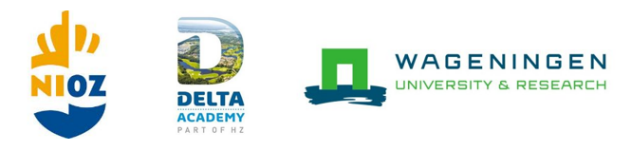 NIOZ
DELTA
ACADEMY
PART OF HZ
WAGENINGEN
UNIVERSITY & RESEARCH